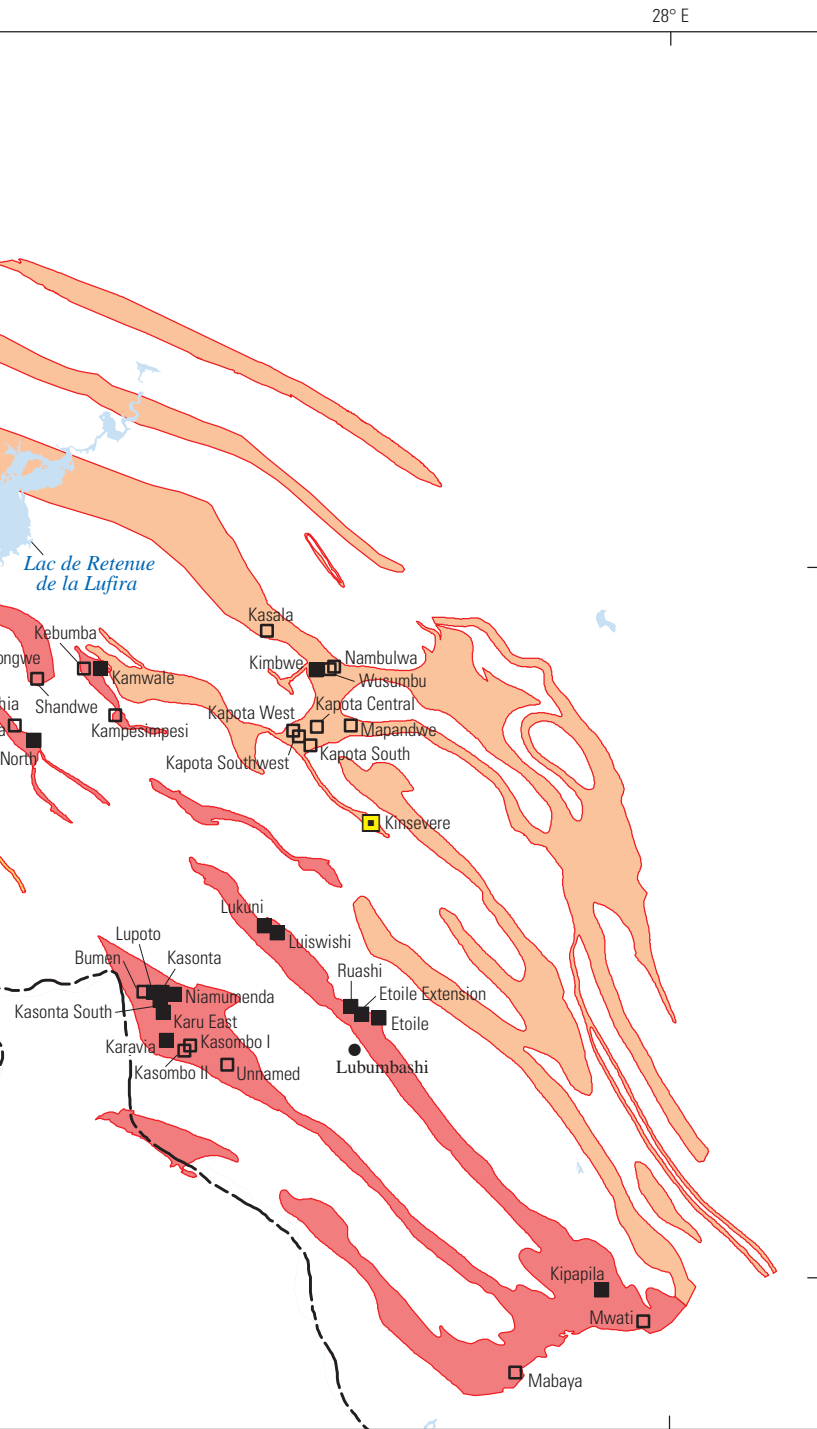 28° E
Lac de Retenue
de la Lufira
Kasala
Kebumba
ongwe
Kimbwe
Nambulwa
Wusumbu
Kamwale
Shandwe
hia
Kapota West
Kapota Central
a
Kampesimpesi
Mapandwe
North
Kapota Southwest
Kapota South
Kinsevere
Lukuni
Lupoto
Luiswishi
Bumen
Kasonta
Ruashi
Niamumenda
Etoile Extension
Kasonta South
Karu East
Etoile
Karavia
Kasombo I
Kasombo II
Unnamed
Lubumbashi
Kipapila
Mwati
Mabaya